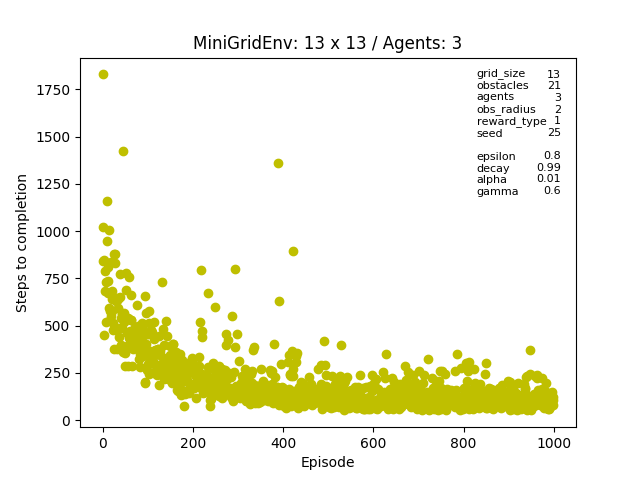 MiniGridEnv: 13 x 13 / Agents: 3
grid_size 13
obstacles 21
agents 3
obs_radius 2
reward_type 1
seed 25
epsilon 0.8
decay 0.99
alpha 0.01
gamma 0.6
Steps to completion
1750
1500
1250
1000
750
500
250
0
0 200 400 600 800 1000
Episode